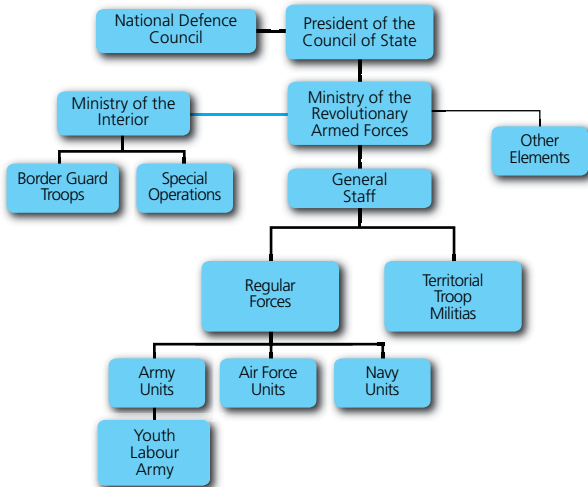 National Defence
Council
President of the
Council of State
Ministry of the
Interior
Ministry of the
Revolutionary
Armed Forces
Other
Elements
Border Guard
Troops
Special
Operations
General
Staff
Regular
Forces
Territorial
Troop
Militias
Army
Units
Air Force
Units
Navy
Units
Youth
Labour
Army